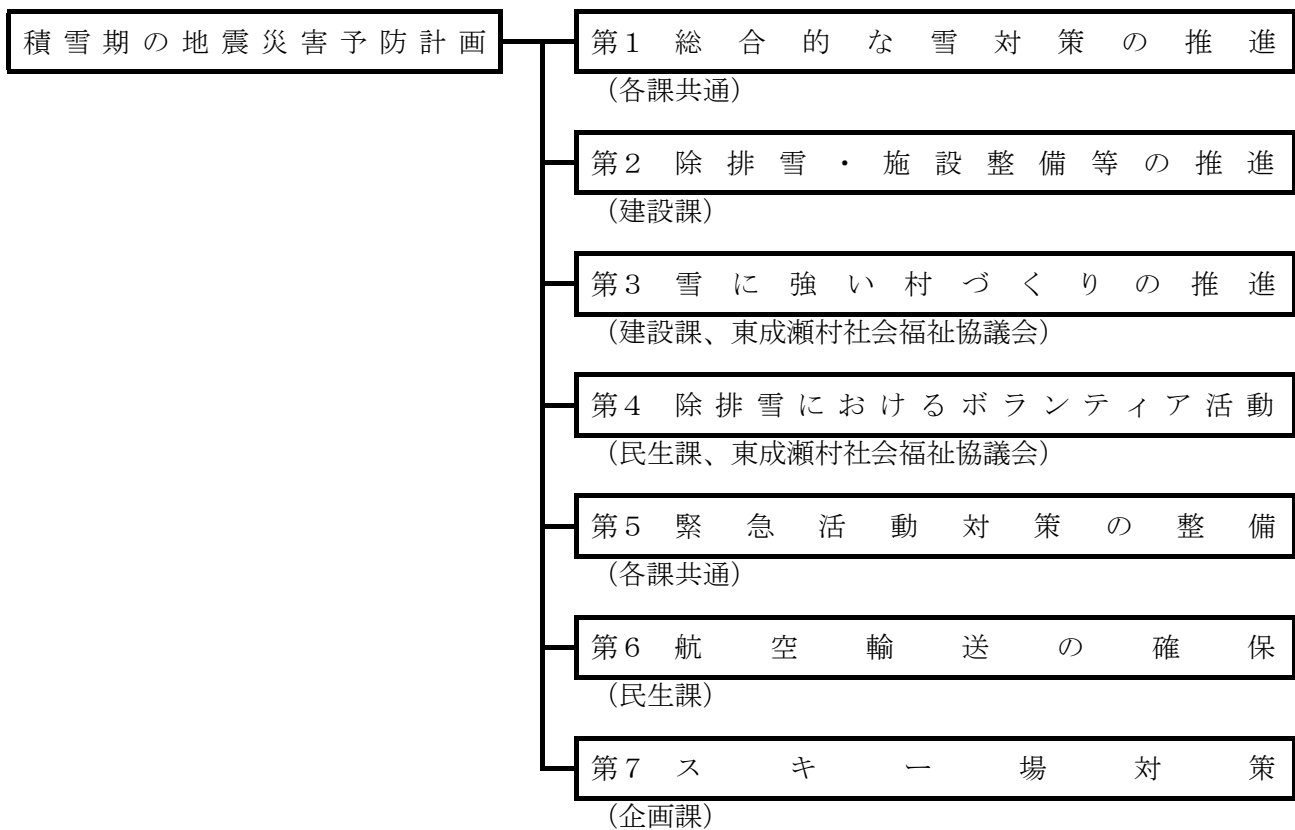 積雪期の地震災害予防計画
第1 総合的な雪対策の推進
（各課共通）
第2 除排雪・施設整備等の推進
（建設課）
第3 雪に強い村づくりの推進
（建設課、東成瀬村社会福祉協議会）
第4 除排雪におけるボランティア活動
（民生課、東成瀬村社会福祉協議会）
第5 緊急活動対策の整備
（各課共通）
第6 航空輸送の確保
（民生課）
第7 スキー場対策
（企画課）